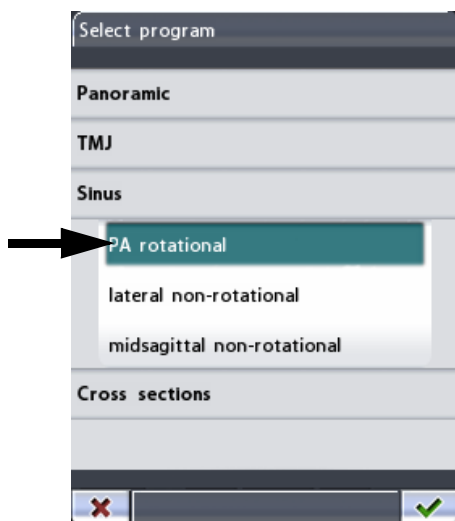 Select program
Panoramic
TMJ
Sinus
PA rotational
lateral non-rotational
midsagittal non-rotational
Cross sections